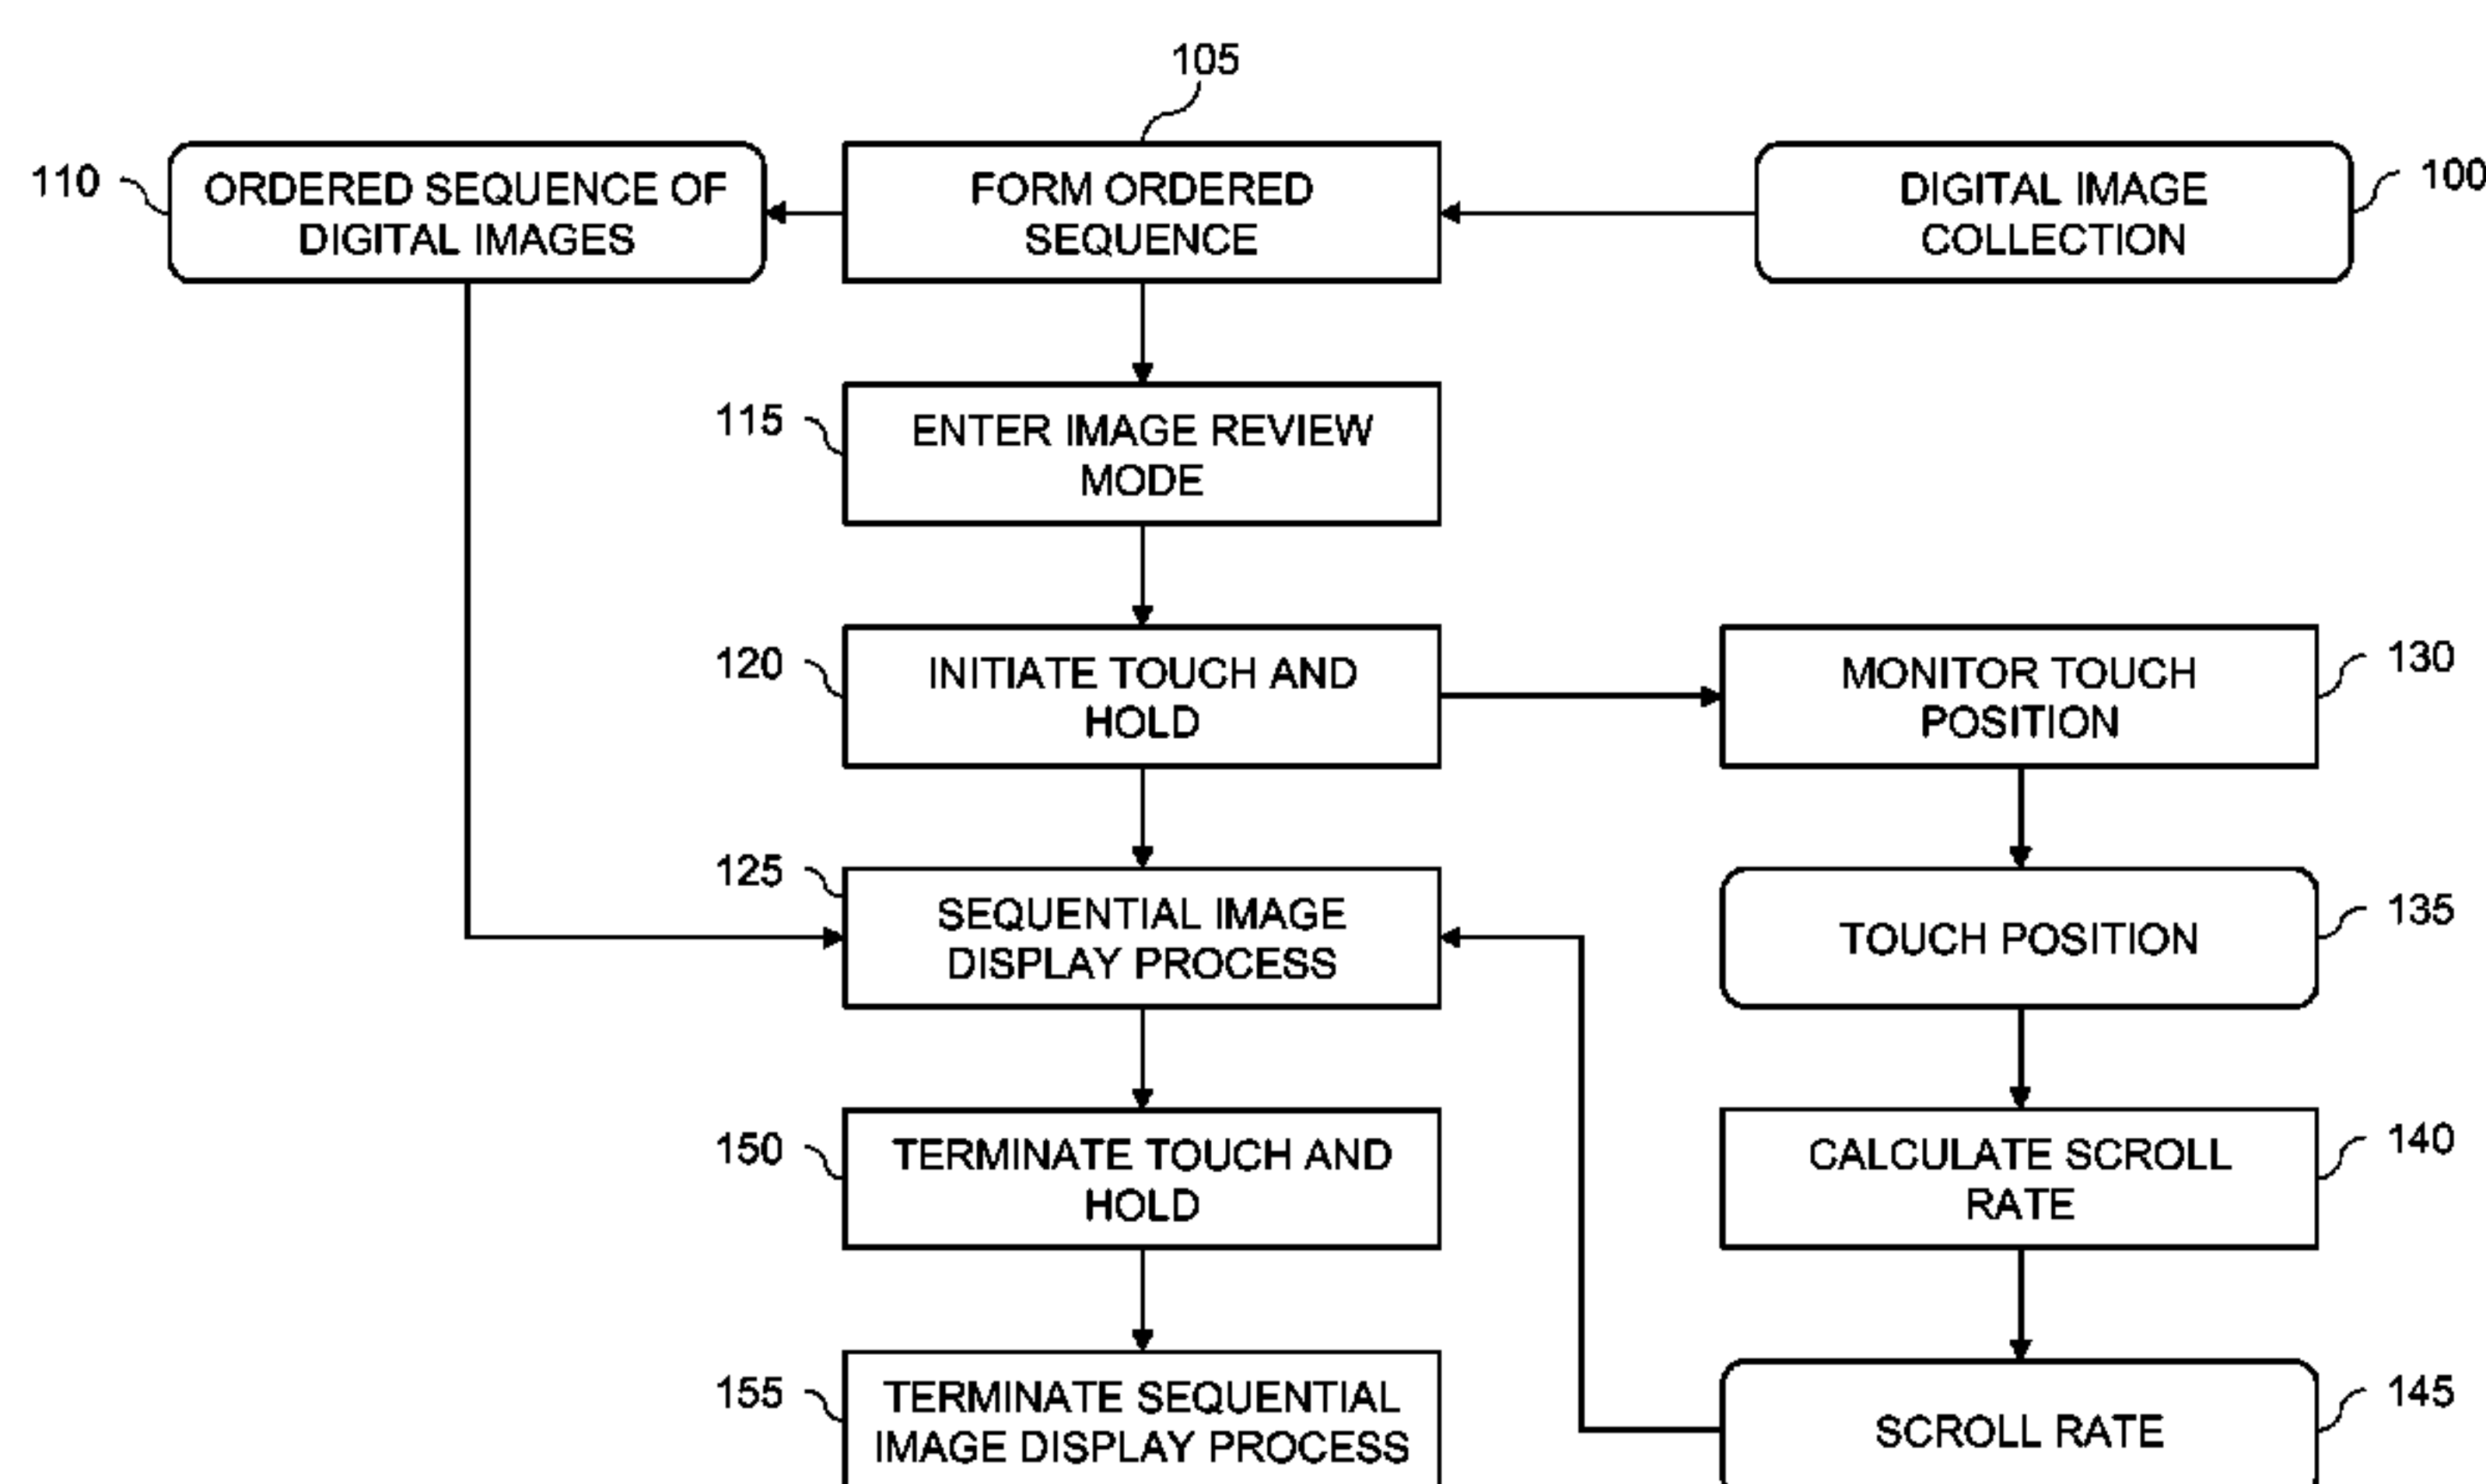 105
110
ORDERED SEQUENCE OF
DIGITAL IMAGES
FORM ORDERED
SEQUENCE
DIGITAL IMAGE
COLLECTION
100
115
ENTER IMAGE REVIEW
MODE
120
INITIATE TOUCH AND
HOLD
MONITOR TOUCH
POSITION
130
125
SEQUENTIAL IMAGE
DISPLAY PROCESS
TOUCH POSITION
135
150
TERMINATE TOUCH AND
HOLD
CALCULATE SCROLL
RATE
140
155
TERMINATE SEQUENTIAL
IMAGE DISPLAY PROCESS
SCROLL RATE
145